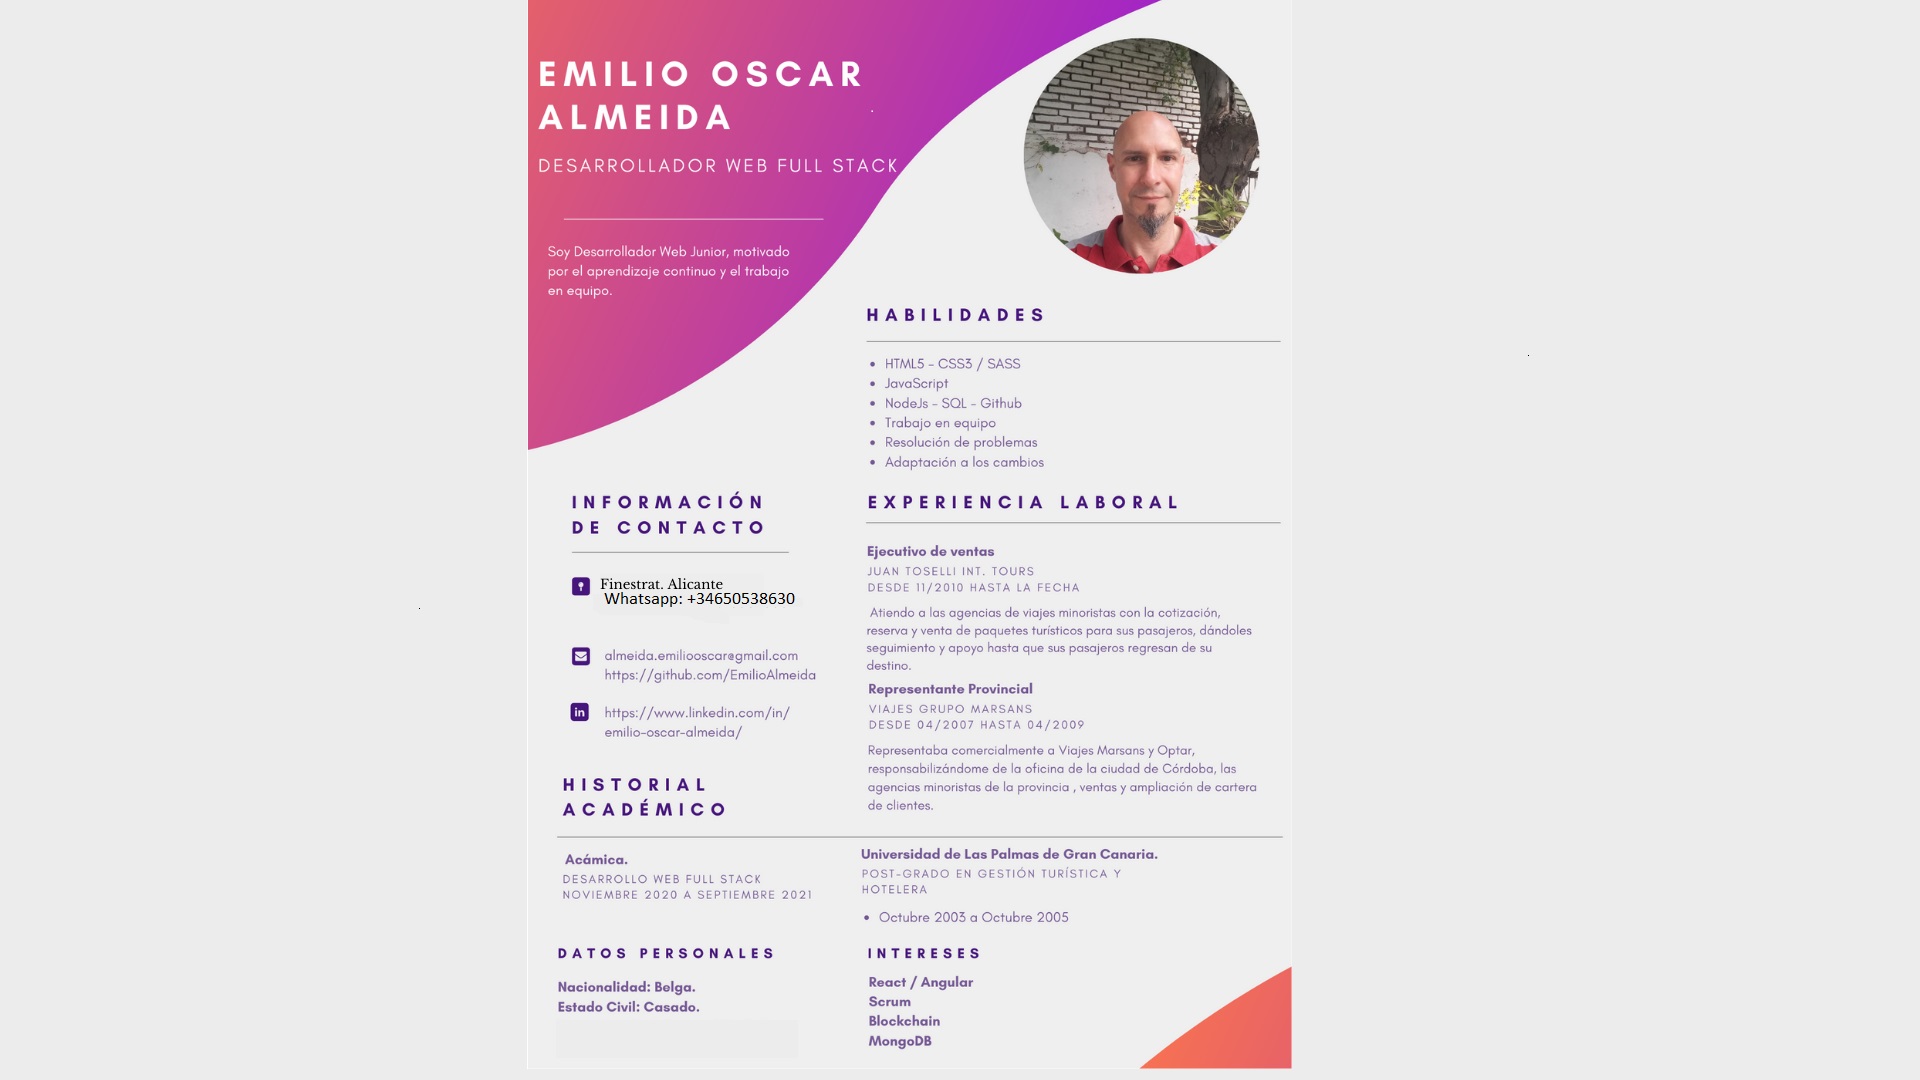 EMILIO OSCAR
ALMEIDA
DESARROLLADOR WEB FULL STACK
Soy Desarrollador Web Junior, motivado
por el aprendizaje continuo y el trabajo
en equipo.
HABILIDADES
• HTML5 - CSS3 / SASS
• JavaScript
• NodeJs - SQL - Github
• Trabajo en equipo
• Resolución de problemas
• Adaptación a los cambios
INFORMACIÓN
DE CONTACTO
Finestrat. Alicante
Whatsapp: +34650538630
almeida.emiliooscar@gmail.com
https://github.com/EmilioAlmeida
in
https://www.linkedin.com/in/
emilio-oscar-almeida/
EXPERIENCIA LABORAL
Ejecutivo de ventas
JUAN TOSELLI INT. TOURS
DESDE 11/2010 HASTA LA FECHA
Atiendo a las agencias de viajes minoristas con la cotización,
reserva y venta de paquetes turísticos para sus pasajeros, dándoles
seguimiento y apoyo hasta que sus pasajeros regresan de su
destino.
Representante Provincial
VIAJES GRUPO MARSANS
DESDE 04/2007 HASTA 04/2009
Representaba comercialmente a Viajes Marsans y Optar,
responsabilizándome de la oficina de la ciudad de Córdoba, las
agencias minoristas de la provincia , ventas y ampliación de cartera
de clientes.
HISTORIAL
ACADÉMICO
Acámica.
DESARROLLO WEB FULL STACK
NOVIEMBRE 2020 A SEPTIEMBRE 2021
Universidad de Las Palmas de Gran Canaria.
POST-GRADO EN GESTIÓN TURÍSTICA Y
HOTELERA
• Octubre 2003 a Octubre 2005
DATOS PERSONALES
Nacionalidad: Belga.
Estado Civil: Casado.
INTERESES
React / Angular
Scrum
Blockchain
MongoDB